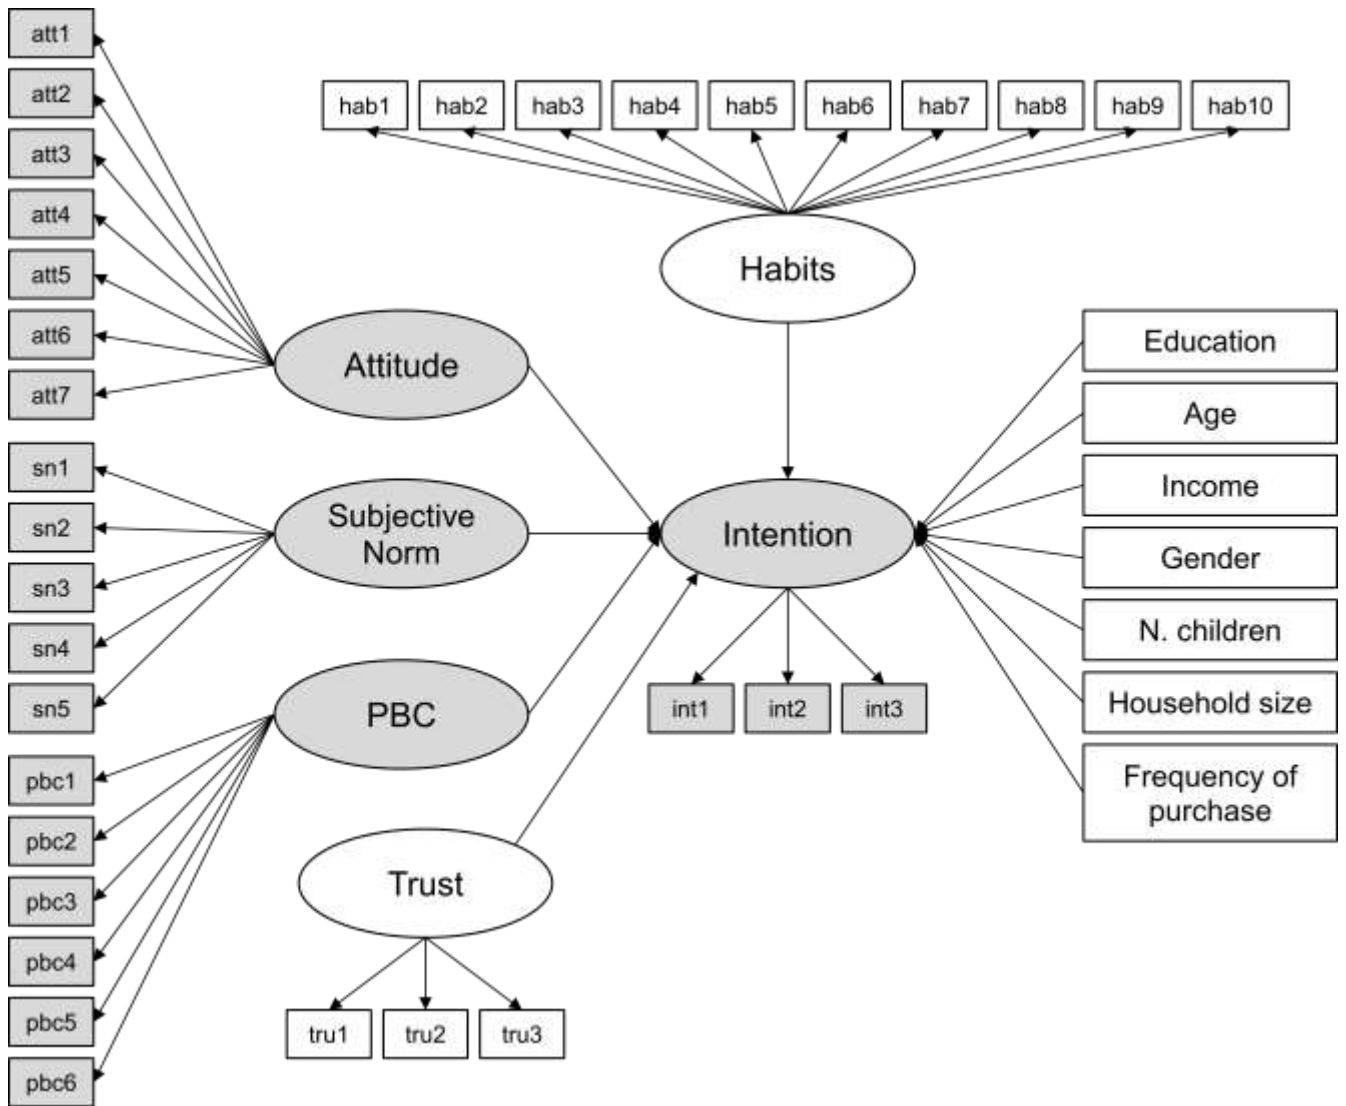 att1
att2
att3
att4
att5
att6
att7
sn1
sn2
sn3
sn4
sn5
pbc1
pbc2
pbc3
pbc4
pbc5
pbc6
hab1
hab2
hab3
hab4
hab5
hab6
hab7
hab8
hab9
hab10
Habits
Attitude
Subjective
Norm
PBC
Trust
tru1
tru2
tru3
Intention
int1
int2
int3
Education
Age
Income
Gender
N. children
Household size
Frequency of
purchase